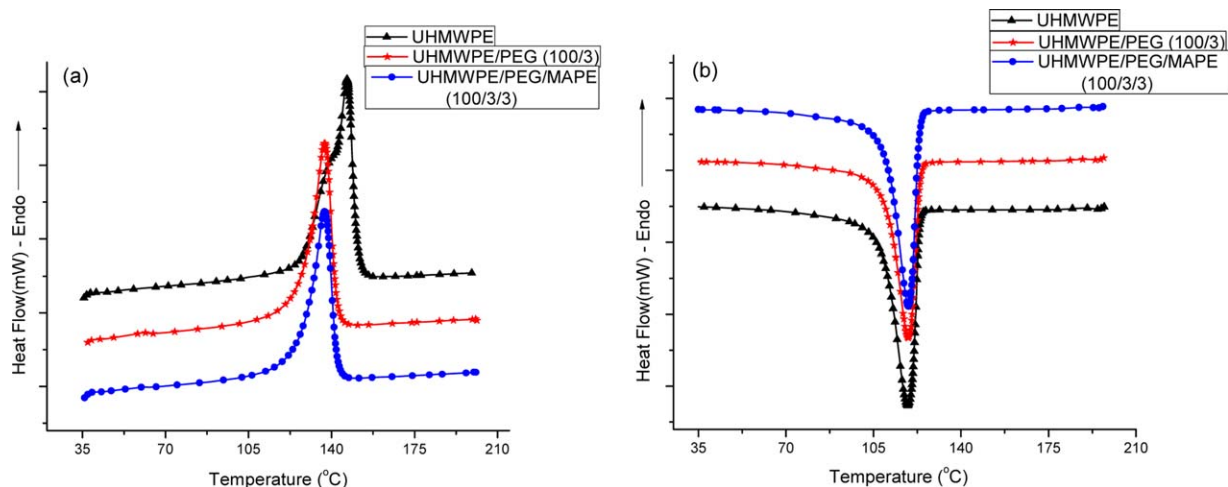 UHMWPE
UHMWPE/PEG (100/3)
UHMWPE/PEG/MAPE
(100/3/3)
(a)
Heat Flow(mW) - Endo
35 70 105 140 175 210
Temperature (°C)
UHMWPE
UHMWPE/PEG (100/3)
UHMWPE/PEG/MAPE
(100/3/3)
(b)
Heat Flow(mW) - Endo
35 70 105 140 175 210
Temperature (°C)